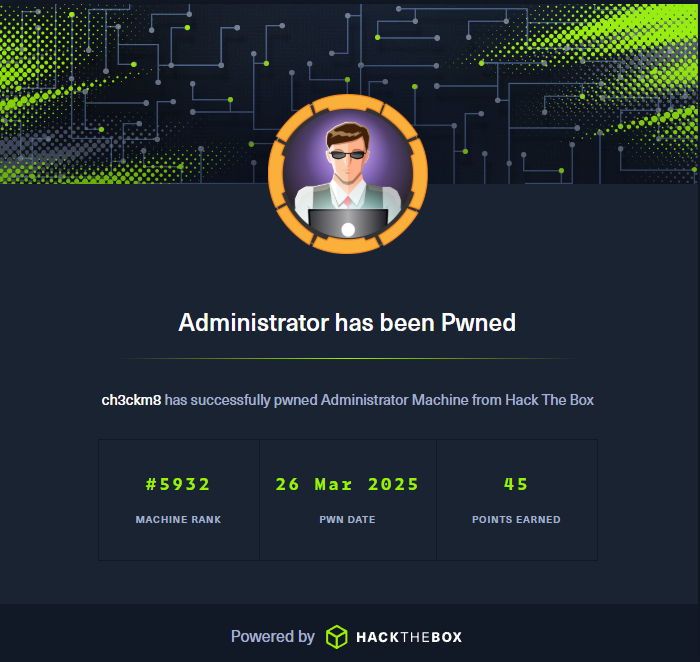 Administrator has been Pwned
ch3ckm8 has successfully pwned Administrator Machine from Hack The Box
#5932
26 Mar 2025
45
MACHINE RANK
PWN DATE
POINTS EARNED
Powered by HACKTHEBOX